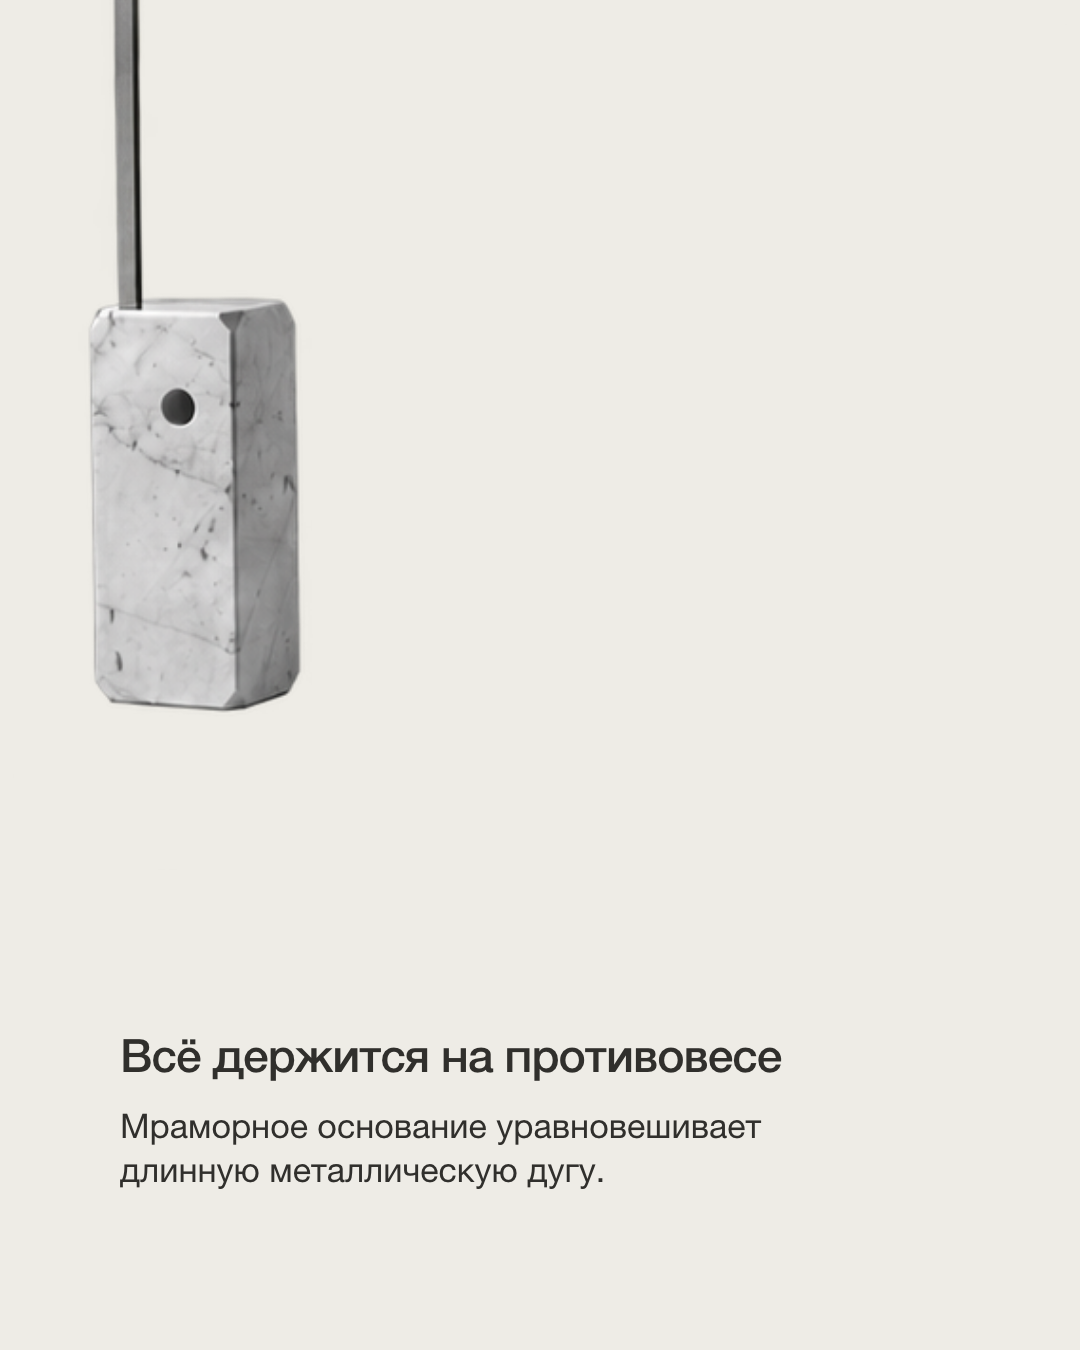 Всё держится на противовесе
Мраморное основание уравновешивает
длинную металлическую дугу.